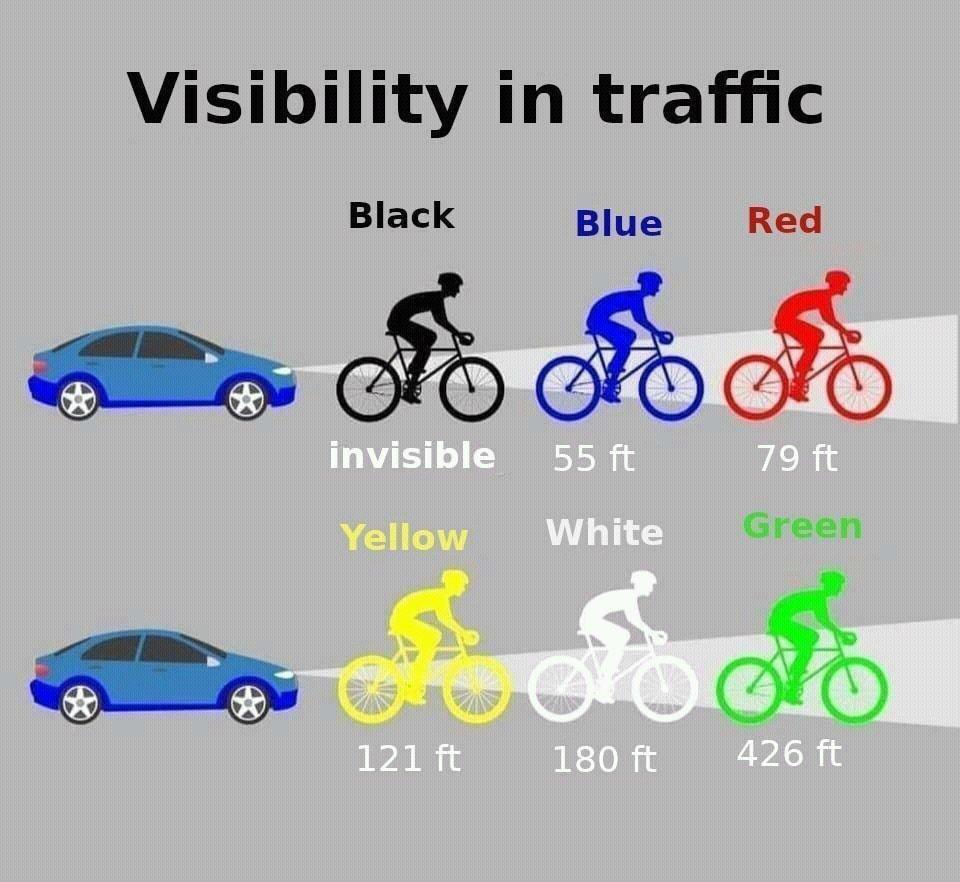 Visibility in traffic
Black
Blue
Red
invisible
55 ft
79 ft
Yellow
White
Green
121 ft
180 ft
426 ft